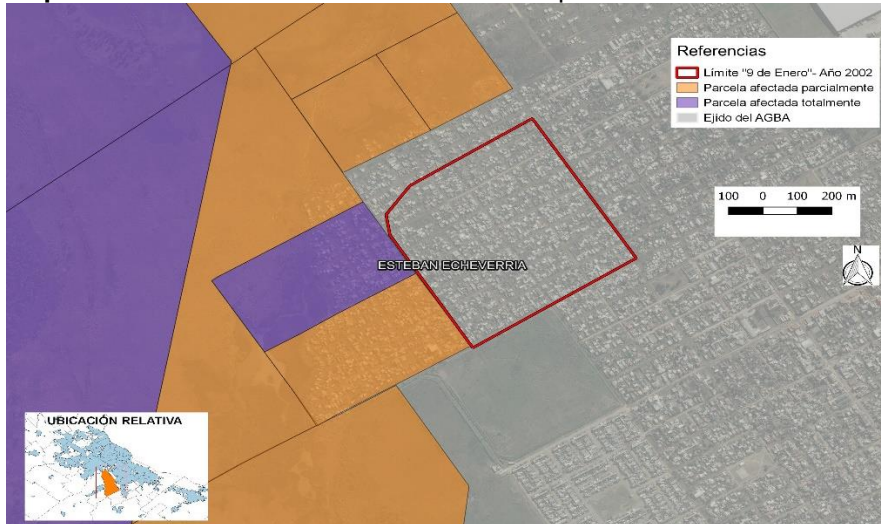 Referencias
Límite "9 de Enero"- Año 2002
Parcela afectada parcialmente
Parcela afectada totalmente
Ejido del AGBA
100 0 100 200 m
N
ESTEBAN ECHEVERRIA
UBICACIÓN RELATIVA